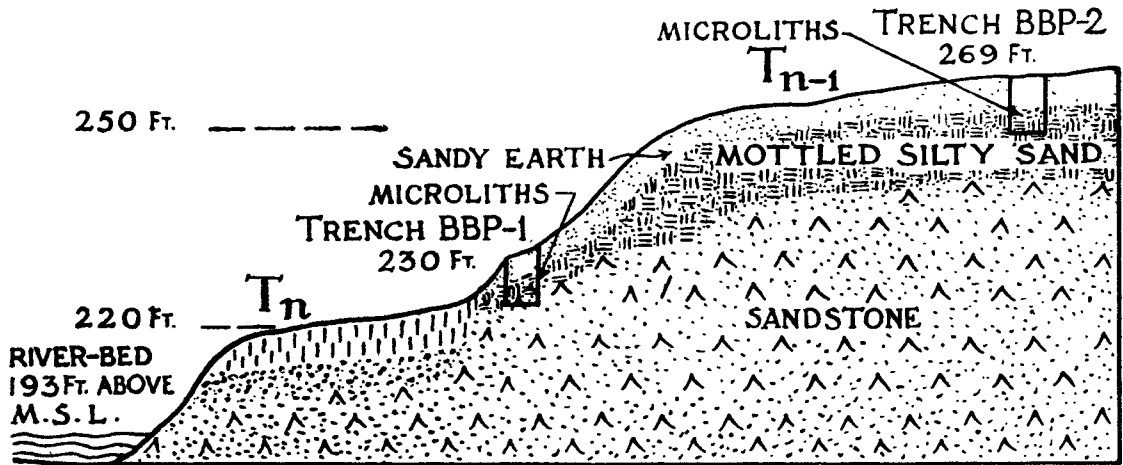 MICROLITHS
TRENCH BBP-2
269 FT.
Tn-1
250 FT.
SANDY EARTH
MOTTLED SILTY SAND
MICROLITHS
TRENCH BBP-1
230 FT.
Tn
220 FT.
SANDSTONE
RIVER-BED
193 FT. ABOVE
M.S.L.